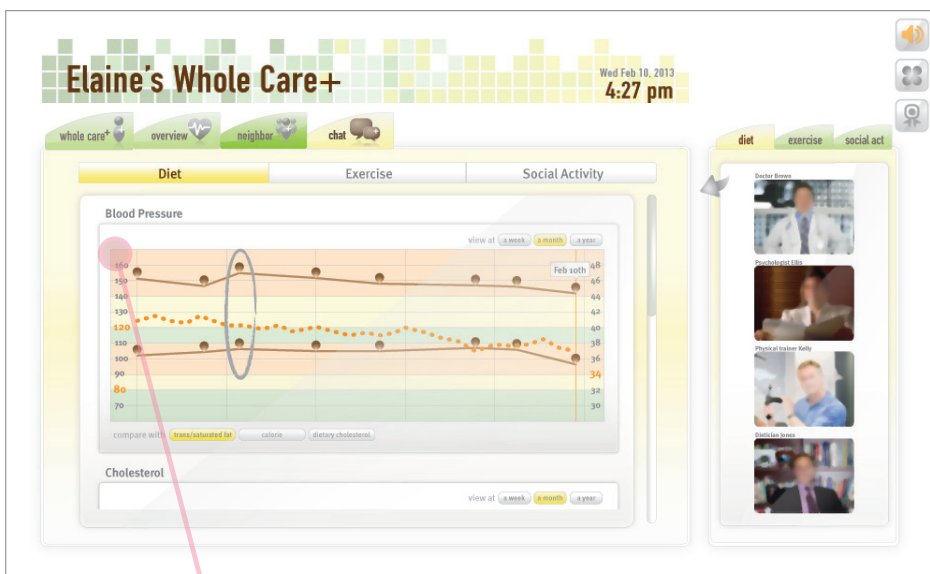 Elaine's Whole Care+
Wed Feb 10, 2013
4:27 pm
whole care+
overview
neighbor
chat
diet
exercise
social act
Diet
Exercise
Social Activity
Blood Pressure
view at a week a month a year
Feb 10th
160
150
140
130
120
110
100
90
80
70
48
46
44
42
40
38
36
34
32
30
compare with trans/saturated fat calorie dietary cholesterol
Cholesterol
view at a week a month a year
Doctor Brown
Psychologist Ellis
Physical trainer Kelly
Dietician Jones